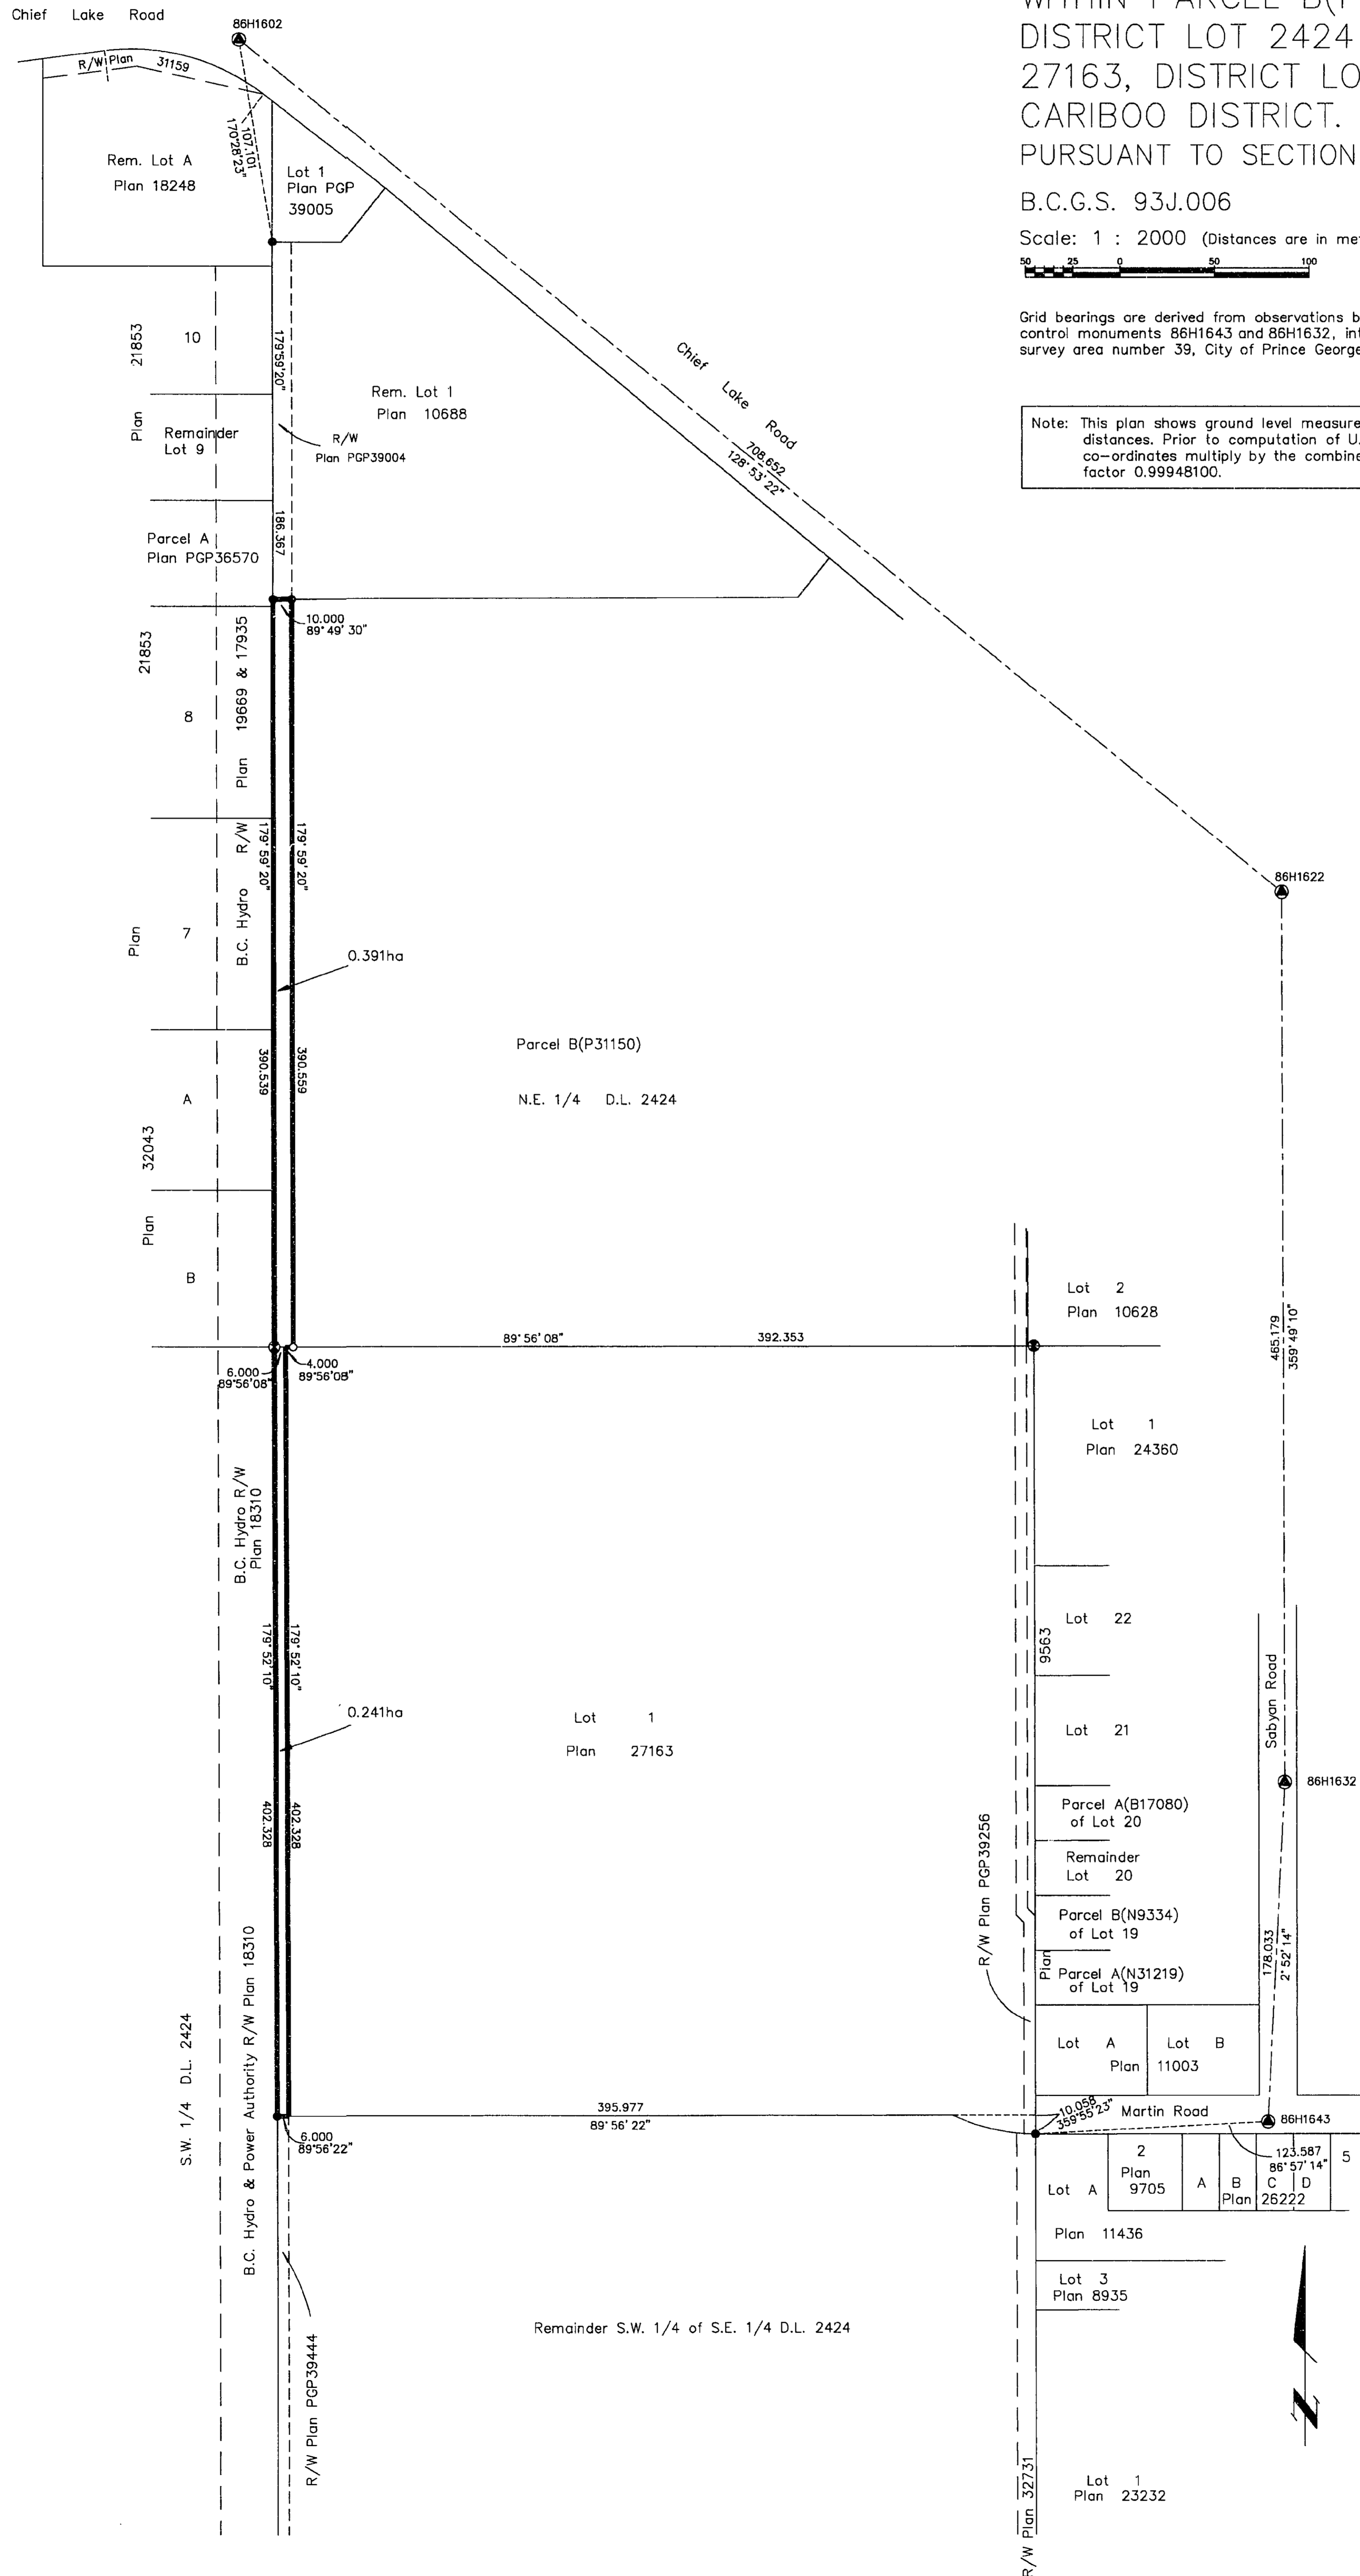 Chief Lake Road
86H1602
R/W Plan 31159
107.101
170°28'23"
Rem. Lot A
Plan 18248
Lot 1
Plan PGP
39005
DISTRICT LOT 2424
27163, DISTRICT LO
CARIBOO DISTRICT.
PURSUANT TO SECTION
B.C.G.S. 93J.006
Scale: 1 : 2000 (Distances are in met
50 25 0 50 100
Grid bearings are derived from observations b
control monuments 86H1643 and 86H1632, int
survey area number 39, City of Prince George
Note: This plan shows ground level measure
distances. Prior to computation of U.
co-ordinates multiply by the combine
factor 0.99948100.
Plan 21853
10
179°59'20"
Rem. Lot 1
Plan 10688
Chief Lake Road
708.652
128°53'22"
Remainder
Lot 9
R/W
Plan PGP39004
186.367
Parcel A
Plan PGP36570
10.000
89°49'30"
Plan 21853
8
7
B.C. Hydro R/W Plan 19669 & 17935
179°59'20"
179°59'20"
86H1622
0.391ha
390.539
390.559
Parcel B(P31150)
N.E. 1/4 D.L. 2424
Plan 32043
A
B
Lot 2
Plan 10628
465.179
359°49'10"
89°56'08"
392.353
6.000
89°56'08"
4.000
89°56'08"
B.C. Hydro R/W
Plan 18310
Lot 1
Plan 24360
179°52'10"
179°52'10"
0.241ha
402.328
402.328
Lot 1
Plan 27163
Plan 9563
Lot 22
Lot 21
Sabyan Road
86H1632
Parcel A(B17080)
of Lot 20
Remainder
Lot 20
Parcel B(N9334)
of Lot 19
Parcel A(N31219)
of Lot 19
R/W Plan PGP39256
178.033
2°52'14"
Lot A Lot B
Plan 11003
S.W. 1/4 D.L. 2424
B.C. Hydro & Power Authority R/W Plan 18310
395.977
89°56'22"
6.000
89°56'22"
10.058
359°55'23"
Martin Road
86H1643
123.587
86°57'14"
Lot A
Plan 11436
2
Plan
9705
A B C D 5
Plan 26222
Lot 3
Plan 8935
Remainder S.W. 1/4 of S.E. 1/4 D.L. 2424
R/W Plan PGP39444
R/W Plan 32731
Lot 1
Plan 23232
N